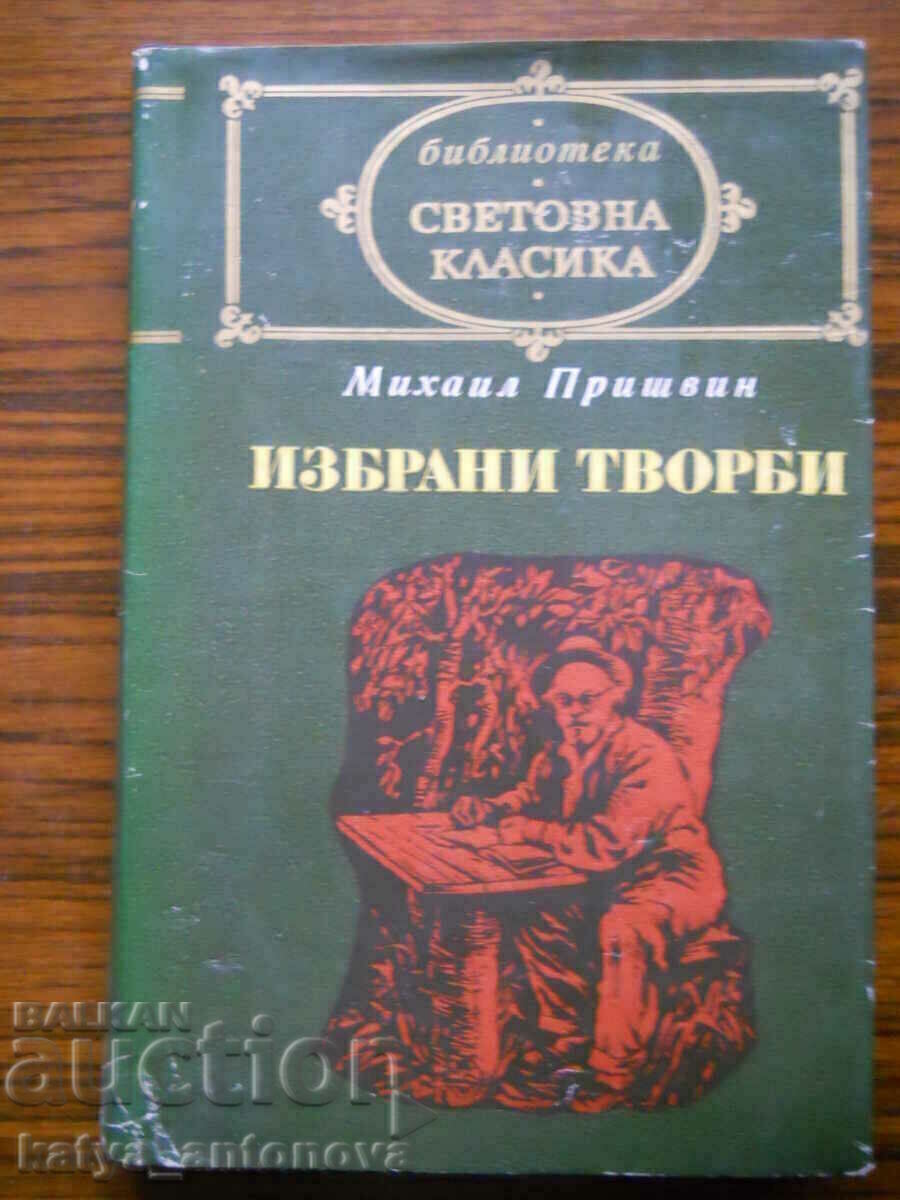 библиотека
СВЕТОВНА
КЛАСИКА
Михаил Пришвин
ИЗБРАНИ ТВОРБИ
BALKAN
auction
katya_antonova